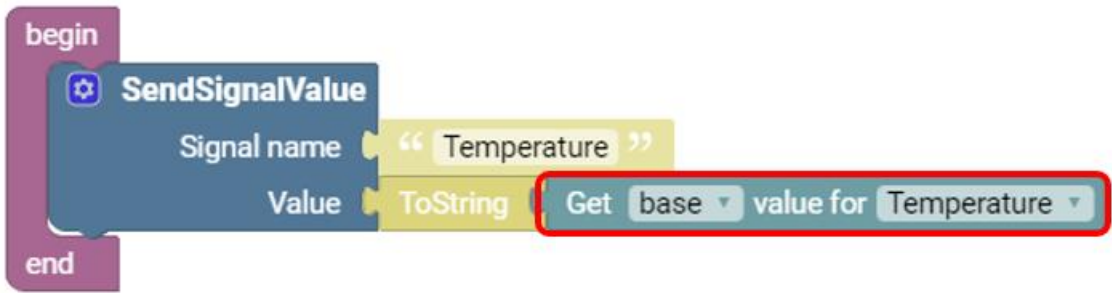 begin
SendSignalValue
Signal name “ Temperature ”
Value ToString Get base value for Temperature
end